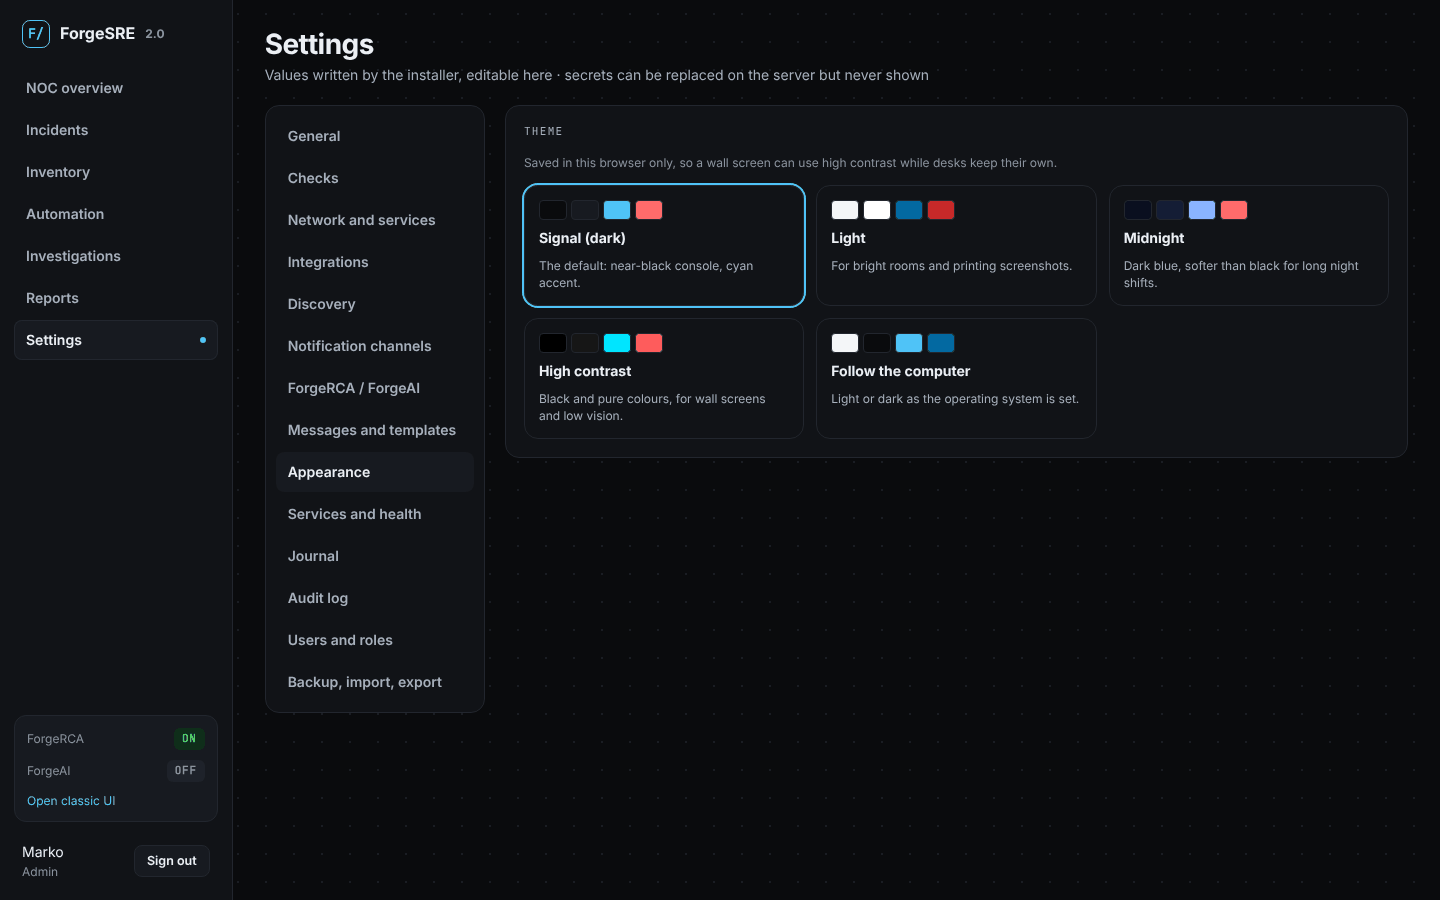 F/ ForgeSRE 2.0
NOC overview
Incidents
Inventory
Automation
Investigations
Reports
Settings
ForgeRCA ON
ForgeAI OFF
Open classic UI
Marko
Admin
Sign out
Settings
Values written by the installer, editable here · secrets can be replaced on the server but never shown
General
Checks
Network and services
Integrations
Discovery
Notification channels
ForgeRCA / ForgeAI
Messages and templates
Appearance
Services and health
Journal
Audit log
Users and roles
Backup, import, export
THEME
Saved in this browser only, so a wall screen can use high contrast while desks keep their own.
Signal (dark)
The default: near-black console, cyan
accent.
Light
For bright rooms and printing screenshots.
Midnight
Dark blue, softer than black for long night
shifts.
High contrast
Black and pure colours, for wall screens
and low vision.
Follow the computer
Light or dark as the operating system is set.